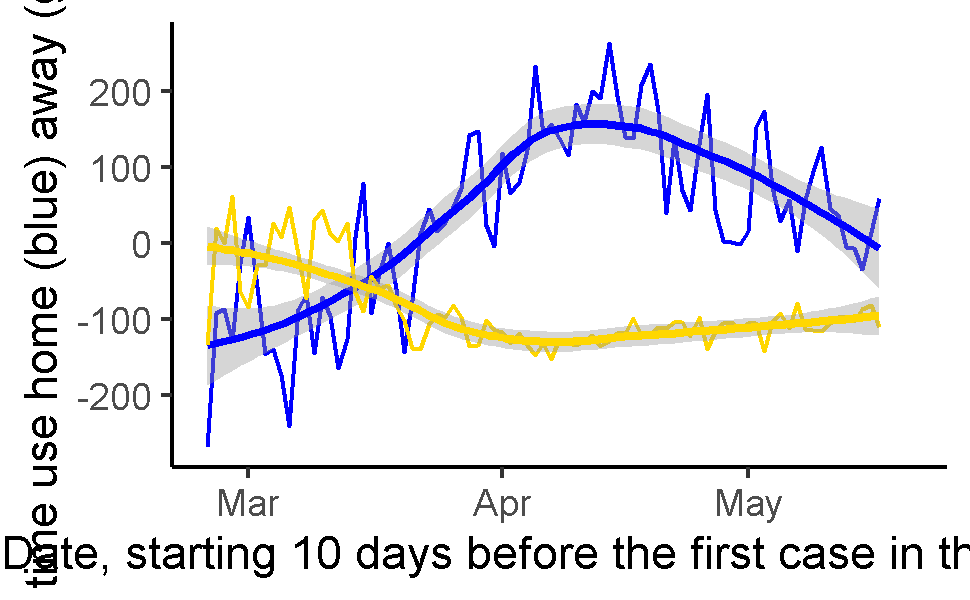 time use home (blue) away (
200
100
0
-100
-200
Mar Apr May
Date, starting 10 days before the first case in th